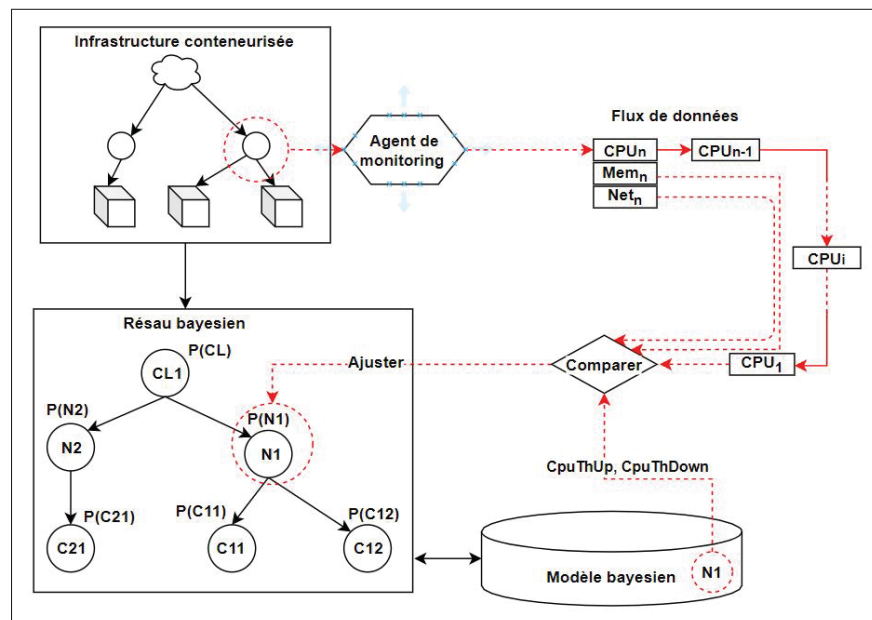 Infrastructure conteneurisée
Agent de
monitoring
Flux de données
CPUn
CPUn-1
Memn
Netn
CPUi
CPU1
Comparer
Ajuster
CpuThUp, CpuThDown
Résau bayesien
P(CL)
CL1
P(N2)
N2
P(N1)
N1
P(C21)
C21
P(C11)
C11
P(C12)
C12
Modèle bayesien
N1